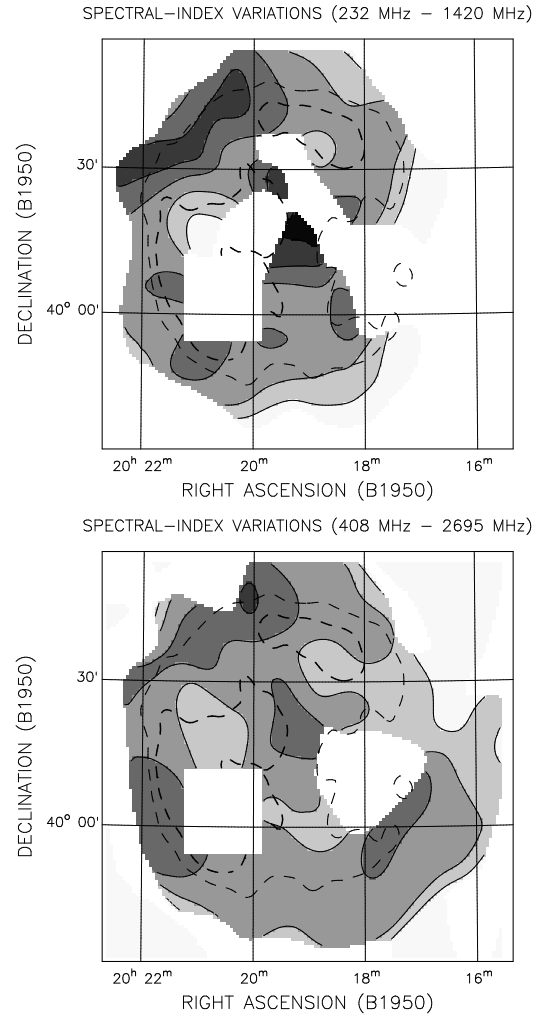 SPECTRAL-INDEX VARIATIONS (232 MHz - 1420 MHz)
30'
40° 00'
DECLINATION (B1950)
20ʰ 22ᵐ 20ᵐ 18ᵐ 16ᵐ
RIGHT ASCENSION (B1950)
SPECTRAL-INDEX VARIATIONS (408 MHz - 2695 MHz)
30'
40° 00'
DECLINATION (B1950)
20ʰ 22ᵐ 20ᵐ 18ᵐ 16ᵐ
RIGHT ASCENSION (B1950)